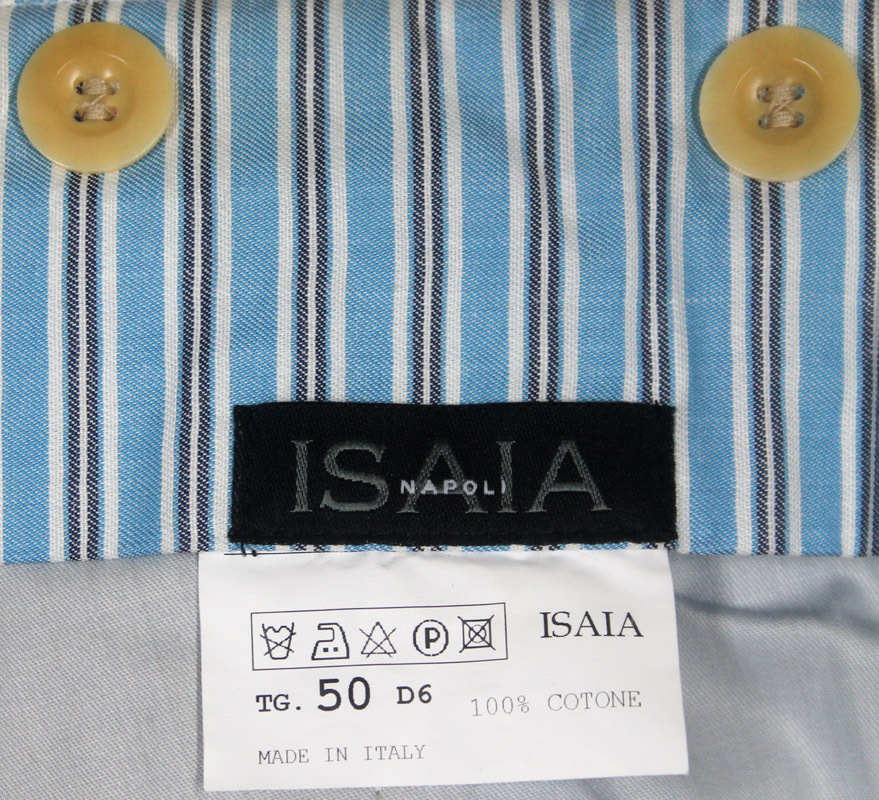 ISAIA
NAPOLI
P ISAIA
TG. 50 D6 100% COTONE
MADE IN ITALY